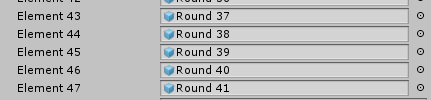 Element 43 Round 37
Element 44 Round 38
Element 45 Round 39
Element 46 Round 40
Element 47 Round 41